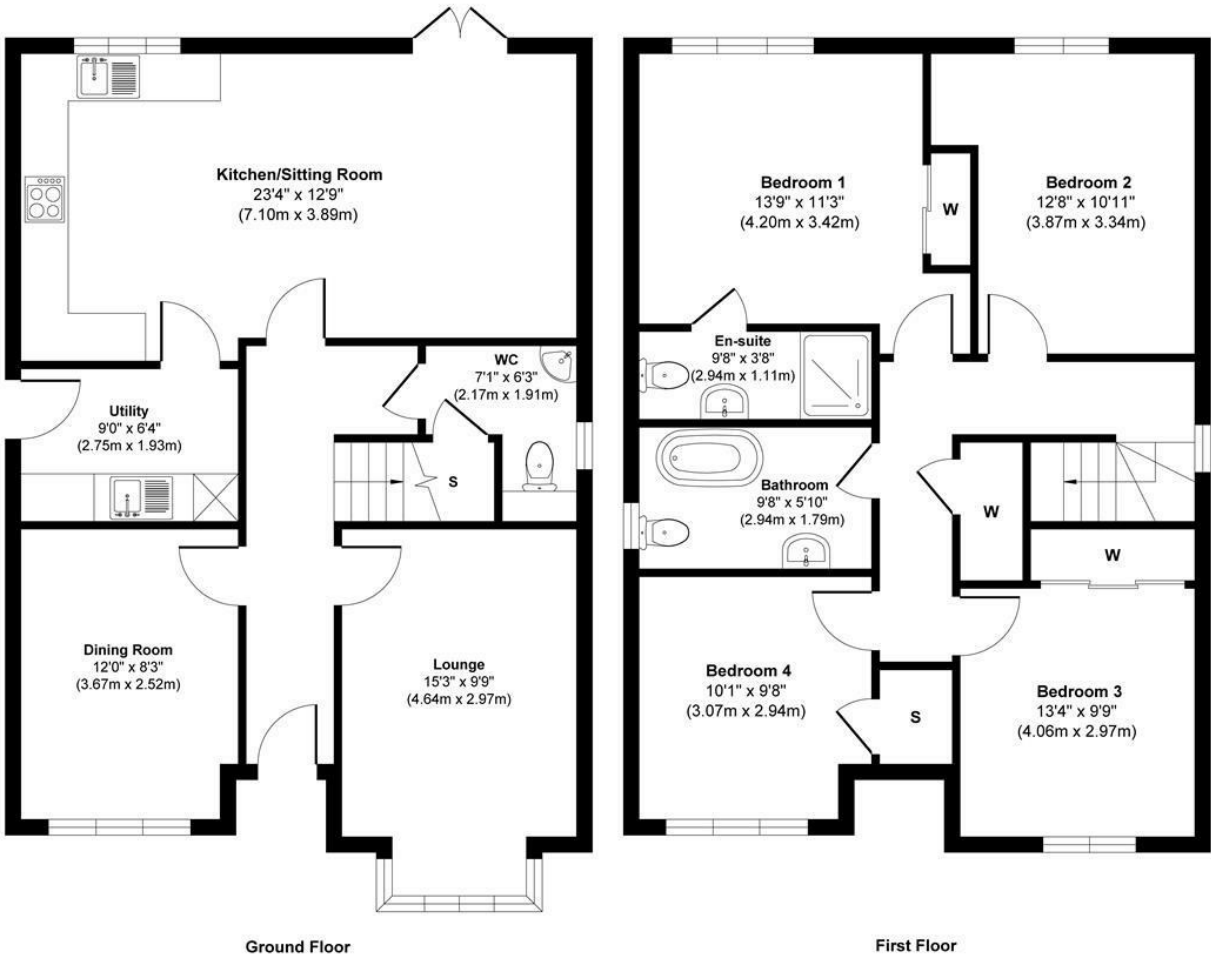 Kitchen/Sitting Room
23'4" x 12'9"
(7.10m x 3.89m)
WC
7'1" x 6'3"
(2.17m x 1.91m)
Utility
9'0" x 6'4"
(2.75m x 1.93m)
S
Dining Room
12'0" x 8'3"
(3.67m x 2.52m)
Lounge
15'3" x 9'9"
(4.64m x 2.97m)
Ground Floor
Bedroom 1
13'9" x 11'3"
(4.20m x 3.42m)
W
Bedroom 2
12'8" x 10'11"
(3.87m x 3.34m)
En-suite
9'8" x 3'8"
(2.94m x 1.11m)
Bathroom
9'8" x 5'10"
(2.94m x 1.79m)
W
W
Bedroom 4
10'1" x 9'8"
(3.07m x 2.94m)
S
Bedroom 3
13'4" x 9'9"
(4.06m x 2.97m)
First Floor